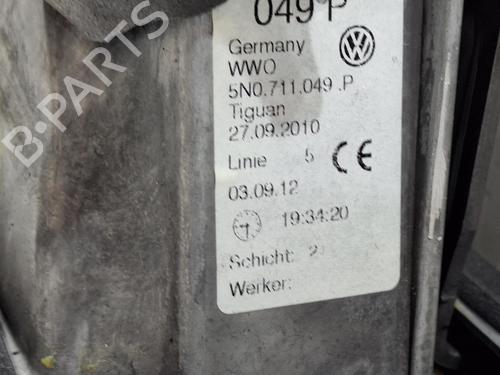 049 P
Germany
WWO
5N0.711.049 .P
Tiguan
27.09.2010
Linie 5 CE
03.09.12
19:34:20
Schicht: 2
Werker:
B-PARTS